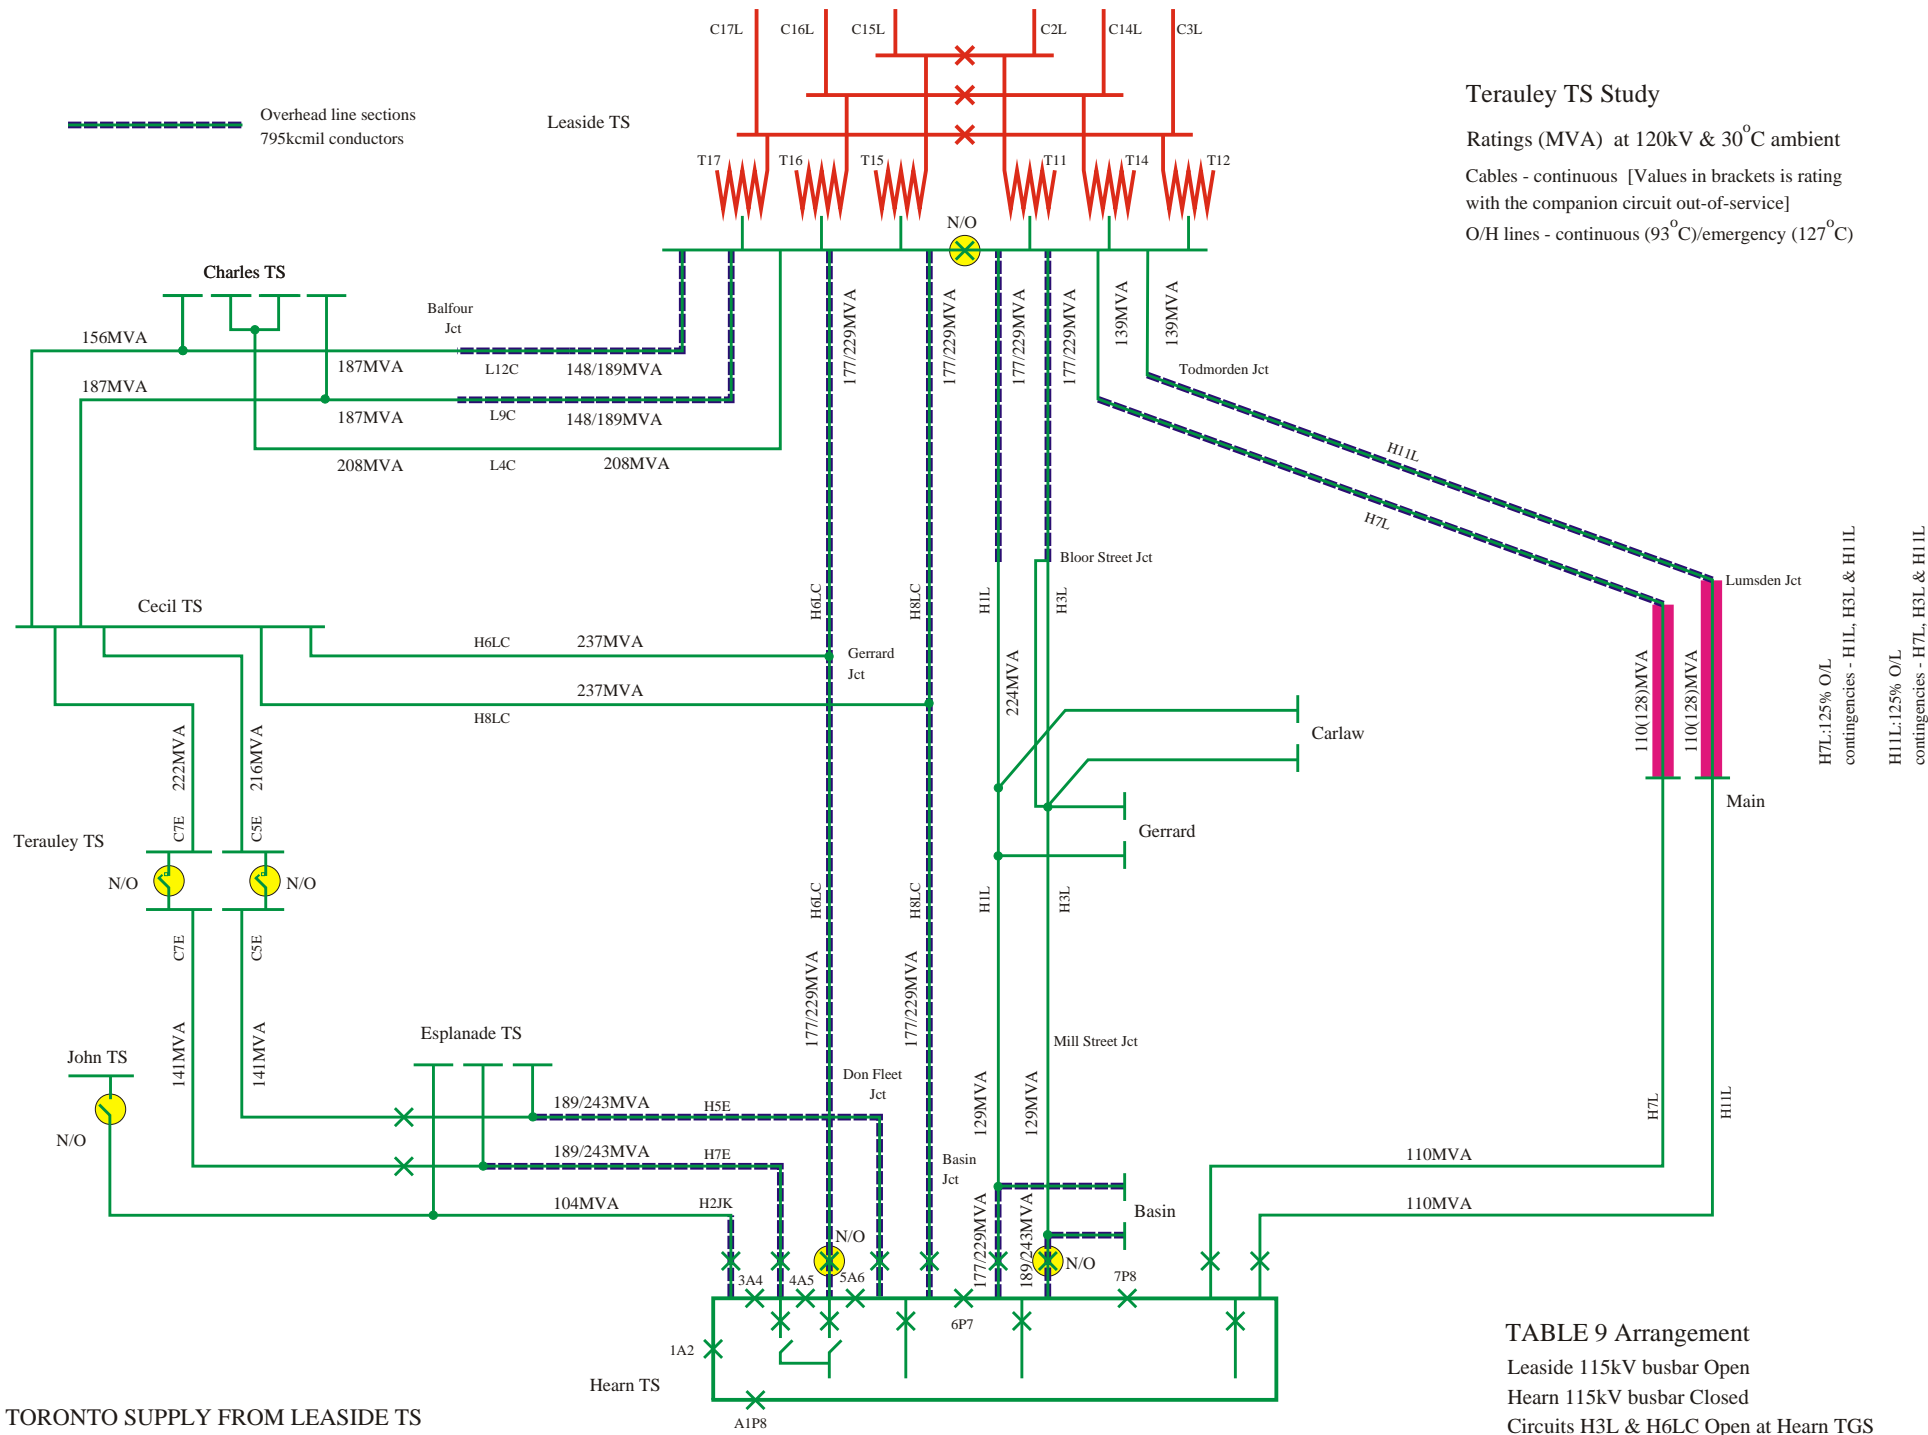 C17L
C16L
C15L
C2L
C14L
C3L
Overhead line sections
795kcmil conductors
Leaside TS
Terauley TS Study
Ratings (MVA) at 120kV & 30°C ambient
Cables - continuous [Values in brackets is rating
with the companion circuit out-of-service]
O/H lines - continuous (93°C)/emergency (127°C)
T17
T16
T15
T11
T14
T12
N/O
Charles TS
Balfour
Jct
156MVA
187MVA
L12C
148/189MVA
187MVA
187MVA
L9C
148/189MVA
208MVA
L4C
208MVA
177/229MVA
177/229MVA
177/229MVA
177/229MVA
139MVA
139MVA
Todmorden Jct
H11L
H7L
Bloor Street Jct
Lumsden Jct
Cecil TS
H6LC
H8LC
H1L
H3L
H6LC
237MVA
Gerrard
Jct
237MVA
H8LC
224MVA
110(128)MVA
110(128)MVA
H7L:125% O/L
contingencies - H1L, H3L & H11L
H11L:125% O/L
contingencies - H7L, H3L & H11L
Carlaw
Gerrard
Main
222MVA
216MVA
C7E
C5E
Terauley TS
N/O
N/O
C7E
C5E
H6LC
H8LC
H1L
H3L
177/229MVA
177/229MVA
141MVA
141MVA
John TS
N/O
Esplanade TS
Don Fleet
Jct
Mill Street Jct
129MVA
129MVA
189/243MVA
H5E
189/243MVA
H7E
104MVA
H2JK
Basin
Jct
177/229MVA
189/243MVA
Basin
H7L
H11L
110MVA
110MVA
N/O
N/O
3A4
4A5
5A6
6P7
7P8
1A2
A1P8
Hearn TS
TABLE 9 Arrangement
Leaside 115kV busbar Open
Hearn 115kV busbar Closed
Circuits H3L & H6LC Open at Hearn TGS
TORONTO SUPPLY FROM LEASIDE TS